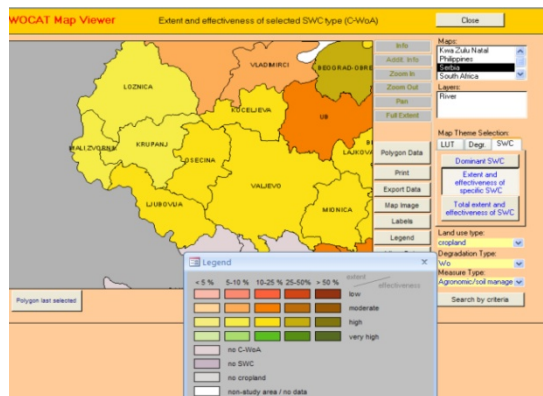 WOCAT Map Viewer
Extent and effectiveness of selected SWC type (C-WoA)
Close
Info
Addit. Info
Zoom In
Zoom Out
Pan
Full Extent
Polygon Data
Print
Export Data
Map Image
Labels
Legend
Maps:
Kwa Zulu Natal
Philippines
Serbia
South Africa
Layers:
River
Map Theme Selection:
LUT Degr. SWC
Dominant SWC
Extent and
effectiveness of
specific SWC
Total extent and
effectiveness of SWC
Land use type:
cropland
Degradation Type:
Wo
Measure Type:
Agronomic/soil manage
Search by criteria
LOZNICA
VLADIMIRCI
BEOGRAD-OBRE
KOCELJEVA
UB
MALI ZVORNIK
KRUPANJ
OSECINA
LAJKOVA
LJUBOVIJA
VALJEVO
MIONICA
Polygon last selected
Legend
< 5 % 5-10 % 10-25 % 25-50% > 50 % extent
effectiveness
low
moderate
high
very high
no C-WoA
no SWC
no cropland
non-study area / no data